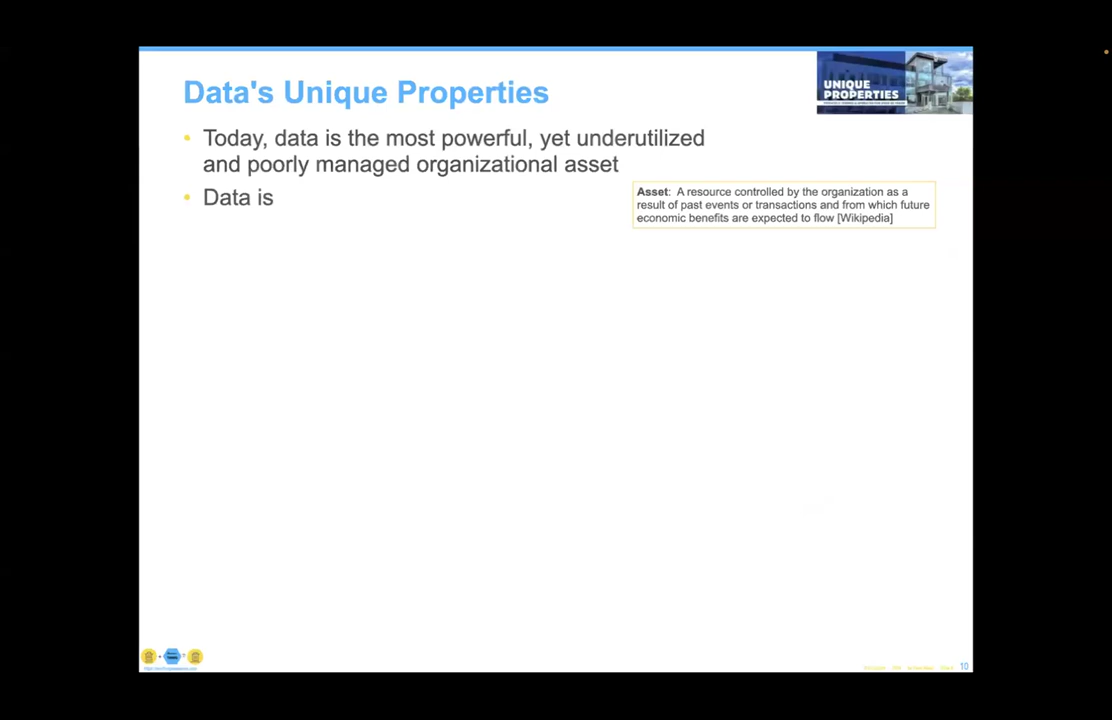 Data's Unique Properties
UNIQUE
PROPERTIES
• Today, data is the most powerful, yet underutilized
and poorly managed organizational asset
• Data is
Asset: A resource controlled by the organization as a
result of past events or transactions and from which future
economic benefits are expected to flow [Wikipedia]
10